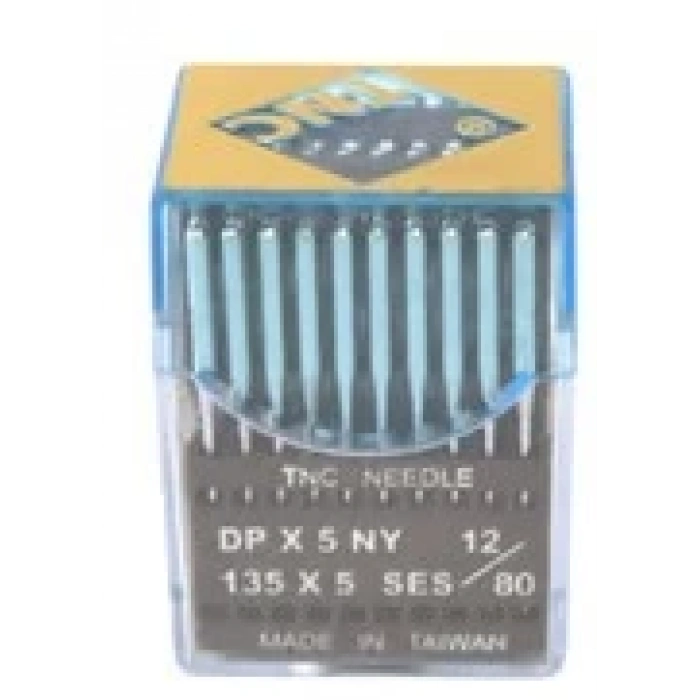 TNC NEEDLE
DP X 5 NY 12/
135 X 5 SES 80
MADE IN TAIWAN